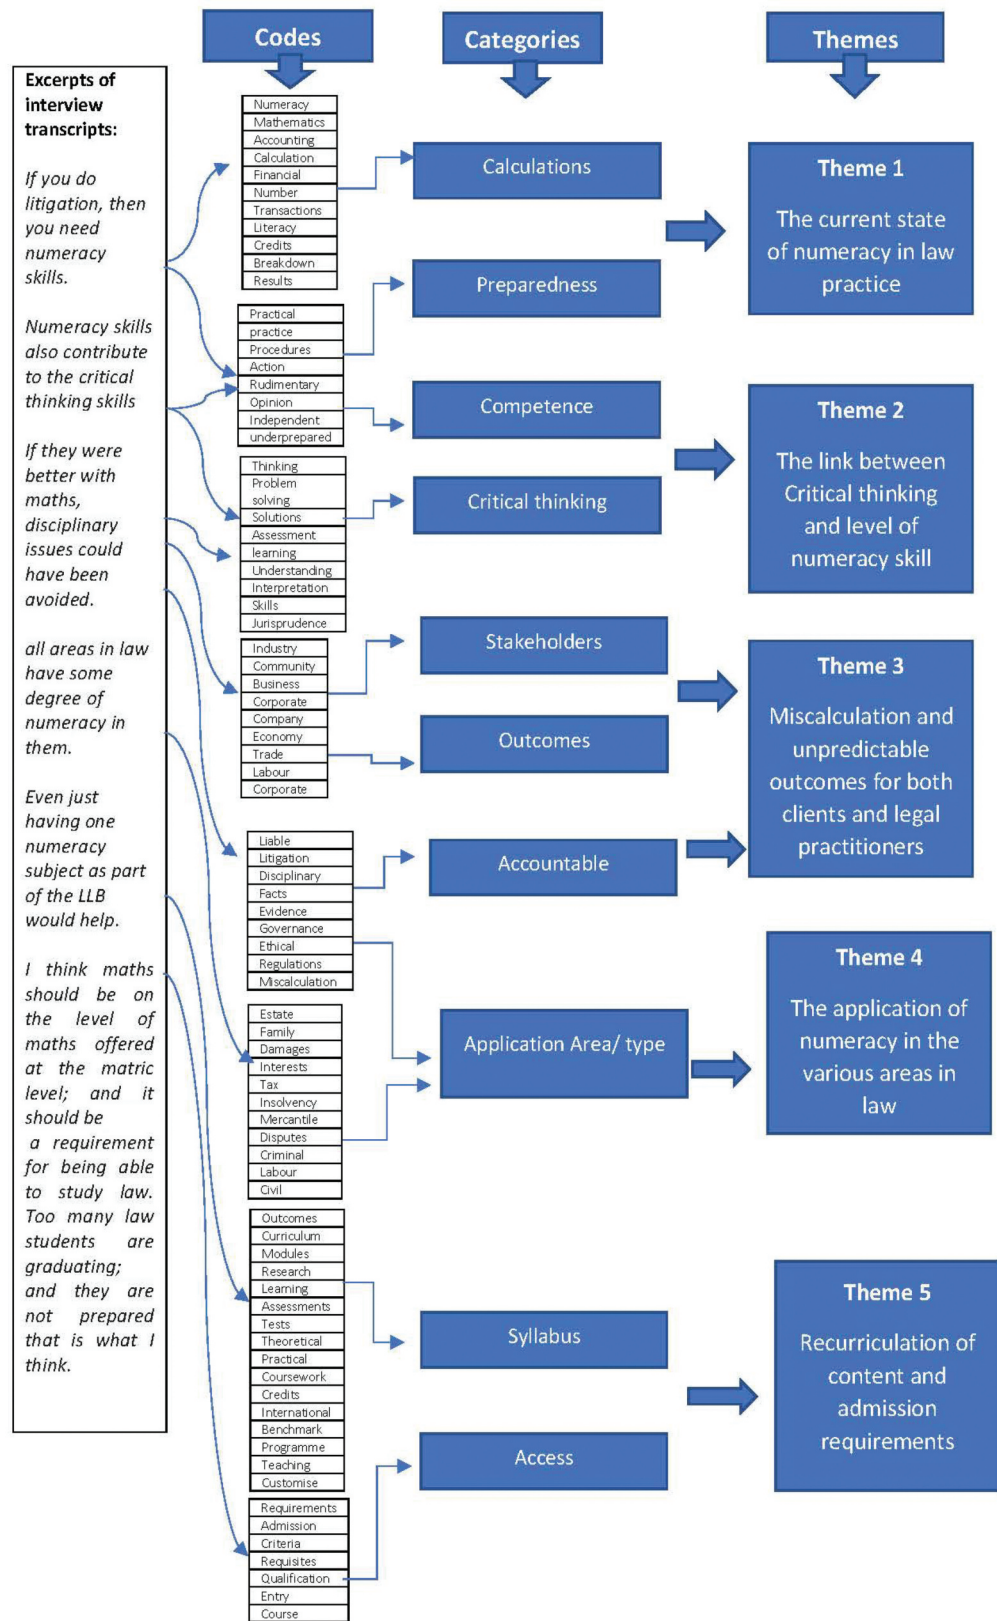 Codes
Categories
Themes
Excerpts of
interview
transcripts:
If you do
litigation, then
you need
numeracy
skills.
Numeracy skills
also contribute
to the critical
thinking skills
If they were
better with
maths,
disciplinary
issues could
have been
avoided.
all areas in law
have some
degree of
numeracy in
them.
Even just
having one
numeracy
subject as part
of the LLB
would help.
I think maths
should be on
the level of
maths offered
at the matric
level; and it
should be
a requirement
for being able
to study law.
Too many law
students are
graduating;
and they are
not prepared
that is what I
think.
Numeracy
Mathematics
Accounting
Calculation
Financial
Number
Transactions
Literacy
Credits
Breakdown
Results
Practical
practice
Procedures
Action
Rudimentary
Opinion
Independent
underprepared
Thinking
Problem
solving
Solutions
Assessment
learning
Understanding
Interpretation
Skills
Jurisprudence
Industry
Community
Business
Corporate
Company
Economy
Trade
Labour
Corporate
Liable
Litigation
Disciplinary
Facts
Evidence
Governance
Ethical
Regulations
Miscalculation
Estate
Family
Damages
Interests
Tax
Insolvency
Mercantile
Disputes
Criminal
Labour
Civil
Outcomes
Curriculum
Modules
Research
Learning
Assessments
Tests
Theoretical
Practical
Coursework
Credits
International
Benchmark
Programme
Teaching
Customise
Requirements
Admission
Criteria
Requisites
Qualification
Entry
Course
Calculations
Preparedness
Competence
Critical thinking
Stakeholders
Outcomes
Accountable
Application Area/ type
Syllabus
Access
Theme 1
The current state
of numeracy in law
practice
Theme 2
The link between
Critical thinking
and level of
numeracy skill
Theme 3
Miscalculation and
unpredictable
outcomes for both
clients and legal
practitioners
Theme 4
The application of
numeracy in the
various areas in
law
Theme 5
Recurriculation of
content and
admission
requirements